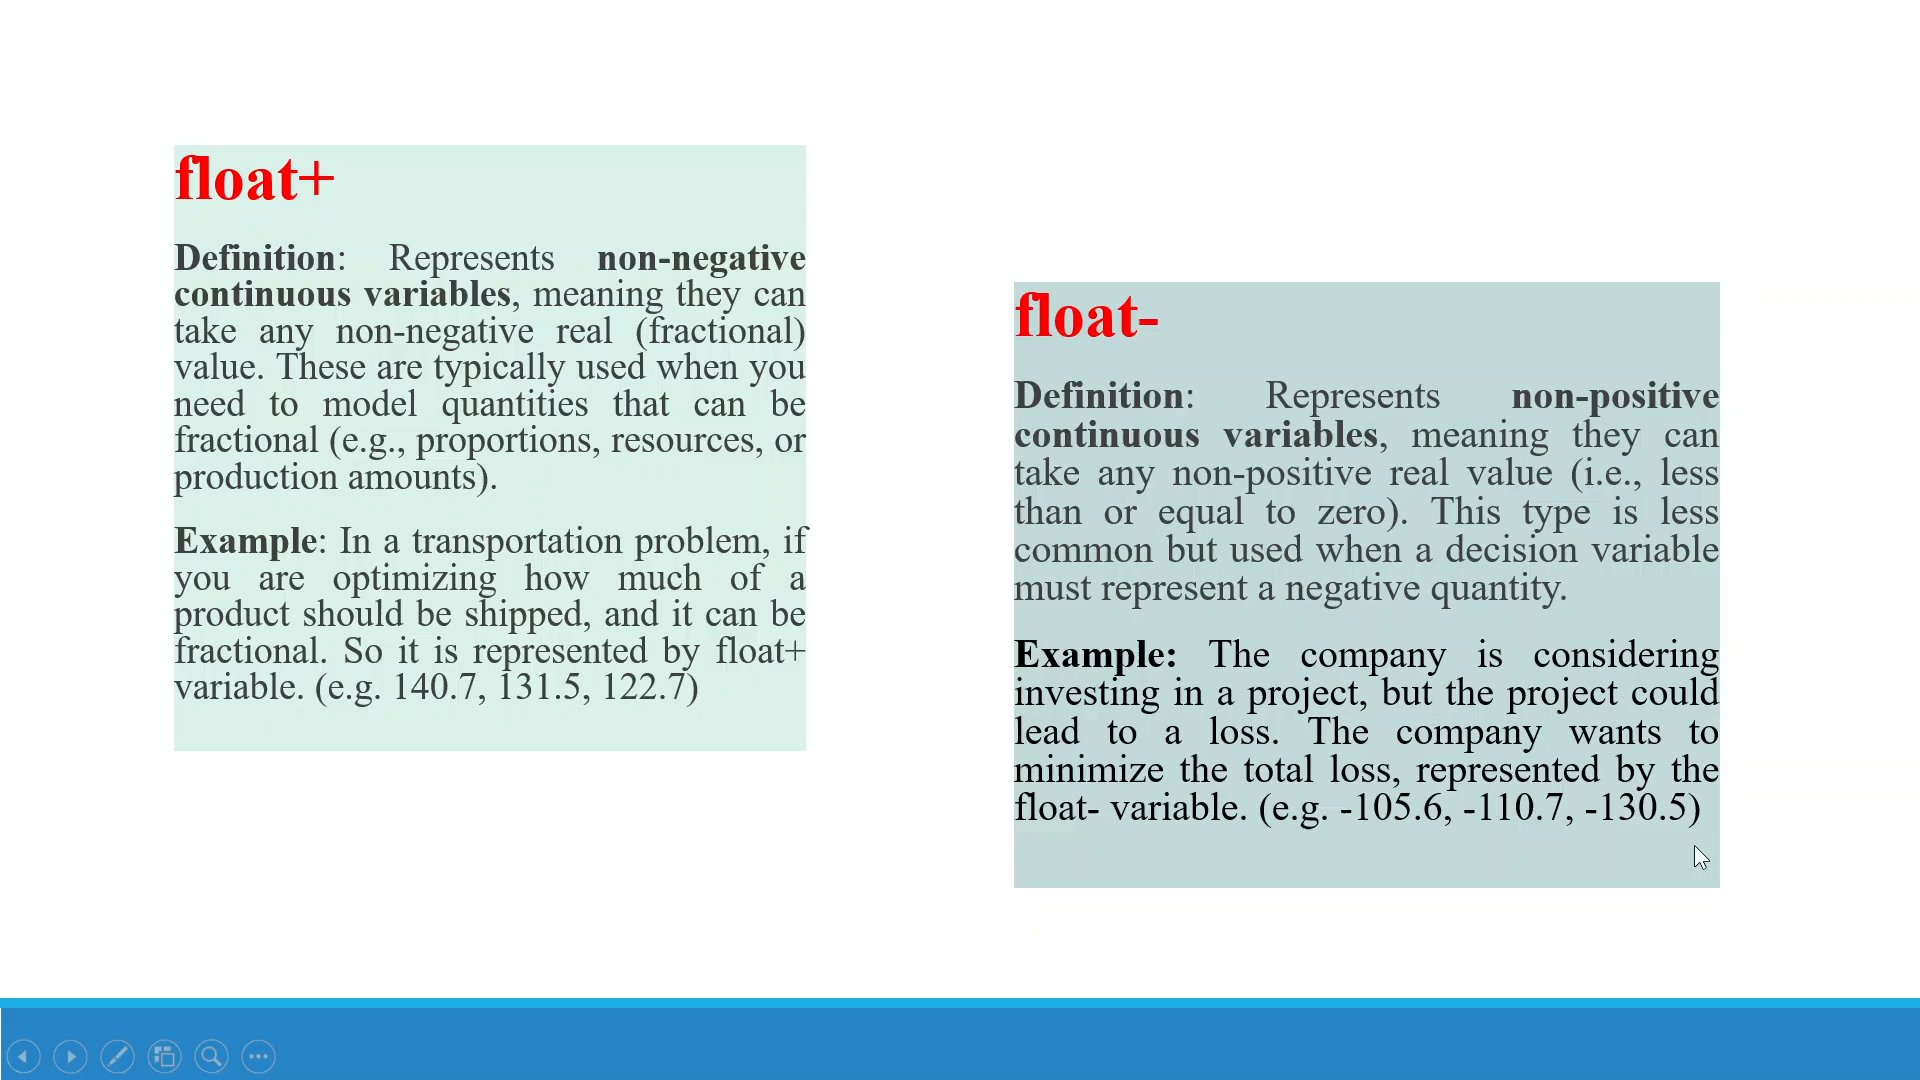 float+
Definition: Represents non-negative
continuous variables, meaning they can
take any non-negative real (fractional)
value. These are typically used when you
need to model quantities that can be
fractional (e.g., proportions, resources, or
production amounts).
Example: In a transportation problem, if
you are optimizing how much of a
product should be shipped, and it can be
fractional. So it is represented by float+
variable. (e.g. 140.7, 131.5, 122.7)
float-
Definition: Represents non-positive
continuous variables, meaning they can
take any non-positive real value (i.e., less
than or equal to zero). This type is less
common but used when a decision variable
must represent a negative quantity.
Example: The company is considering
investing in a project, but the project could
lead to a loss. The company wants to
minimize the total loss, represented by the
float- variable. (e.g. -105.6, -110.7, -130.5)